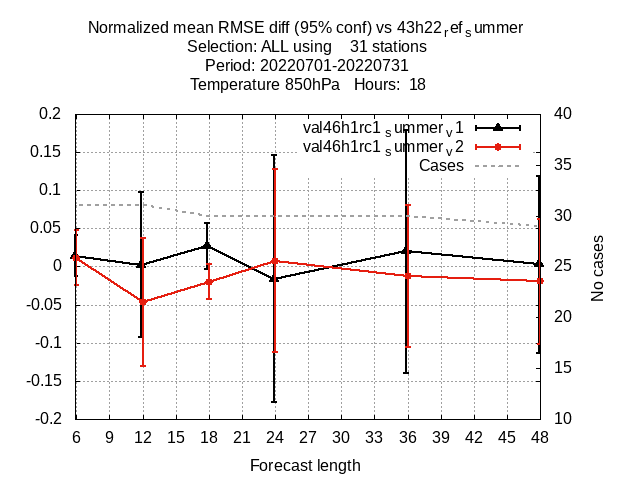 Normalized mean RMSE diff (95% conf) vs 43h22_ref_summer
Selection: ALL using 31 stations
Period: 20220701-20220731
Temperature 850hPa Hours: 18
val46h1rc1_summer_v1
val46h1rc1_summer_v2
Cases
0.2
0.15
0.1
0.05
0
-0.05
-0.1
-0.15
-0.2
40
35
30
25
20
15
10
No cases
6 9 12 15 18 21 24 27 30 33 36 39 42 45 48
Forecast length